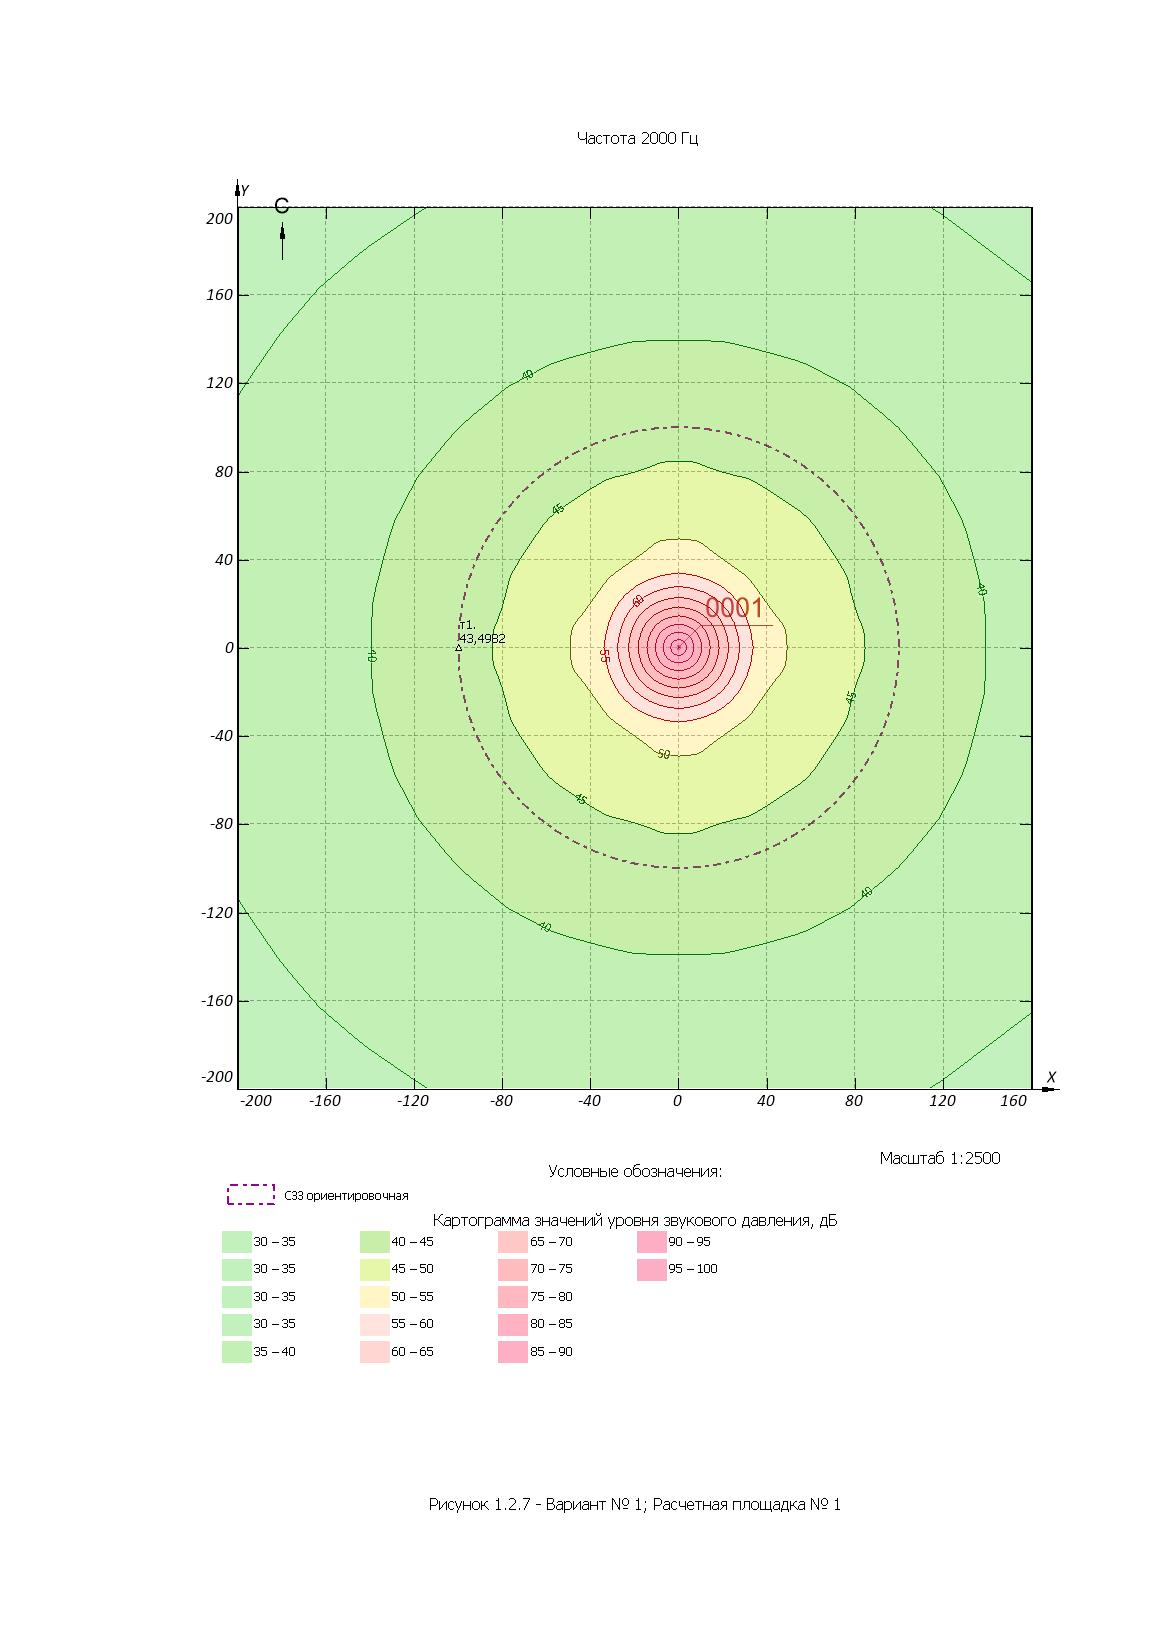 Частота 2000 Гц
Y
С
200
160
120
80
40
0
-40
-80
-120
-160
-200
40
45
60
0001
40
т1.
43,4982
40
55
45
50
45
40
40
X
-200 -160 -120 -80 -40 0 40 80 120 160
Масштаб 1:2500
Условные обозначения:
СЗЗ ориентировочная
Картограмма значений уровня звукового давления, дБ
30 – 35 40 – 45 65 – 70 90 – 95
30 – 35 45 – 50 70 – 75 95 – 100
30 – 35 50 – 55 75 – 80
30 – 35 55 – 60 80 – 85
35 – 40 60 – 65 85 – 90
Рисунок 1.2.7 - Вариант № 1; Расчетная площадка № 1